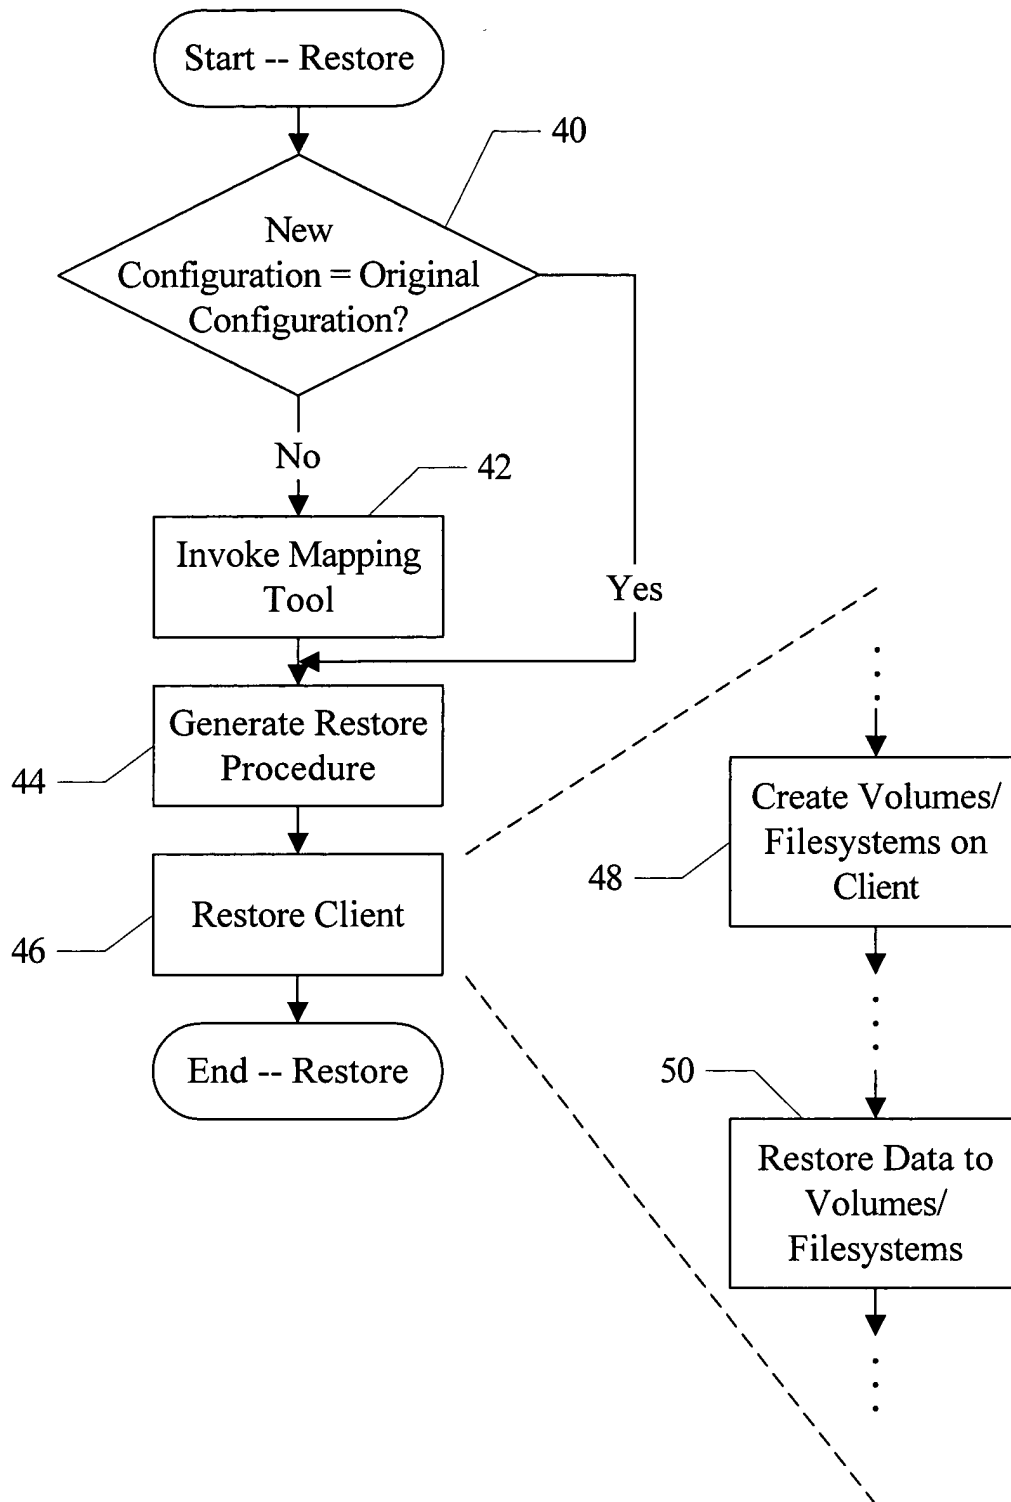 Start -- Restore
40
New
Configuration = Original
Configuration?
No
42
Invoke Mapping
Tool
Yes
Generate Restore
Procedure
44
Restore Client
46
End -- Restore
Create Volumes/
Filesystems on
Client
48
50
Restore Data to
Volumes/
Filesystems